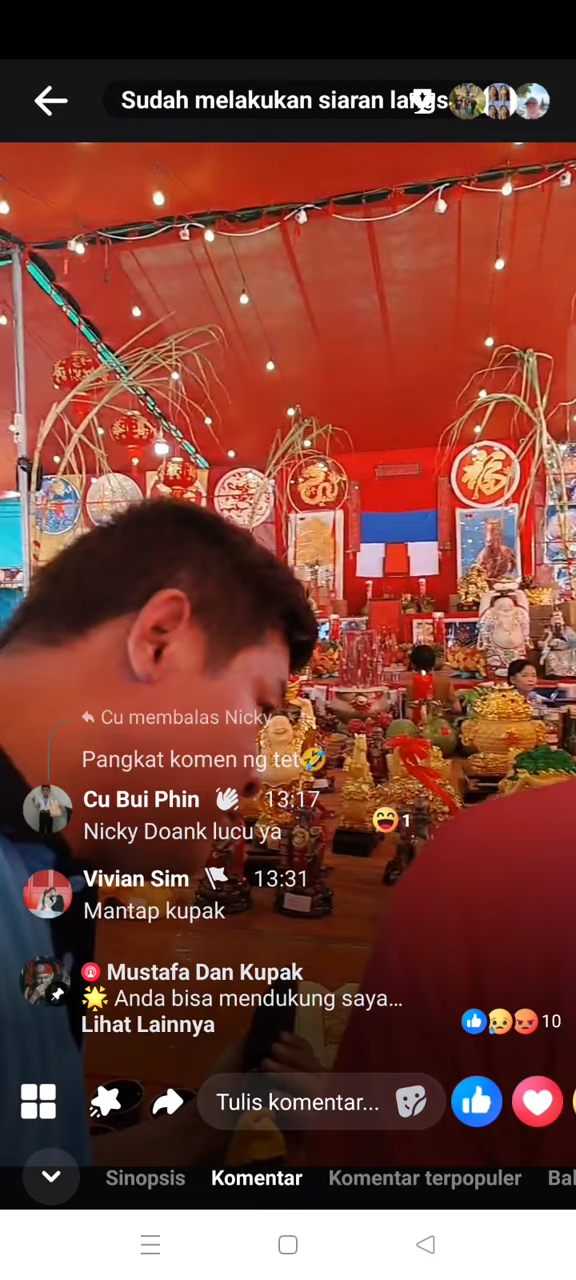 Sudah melakukan siaran langs
福
Cu membalas Nicky
Pangkat komen ng tet🤣
Cu Bui Phin 👋 · 13:17
Nicky Doank lucu ya
😄 1
Vivian Sim · 13:31
Mantap kupak
Mustafa Dan Kupak
🌟 Anda bisa mendukung saya...
Lihat Lainnya
10
Tulis komentar...
Sinopsis Komentar Komentar terpopuler Bal